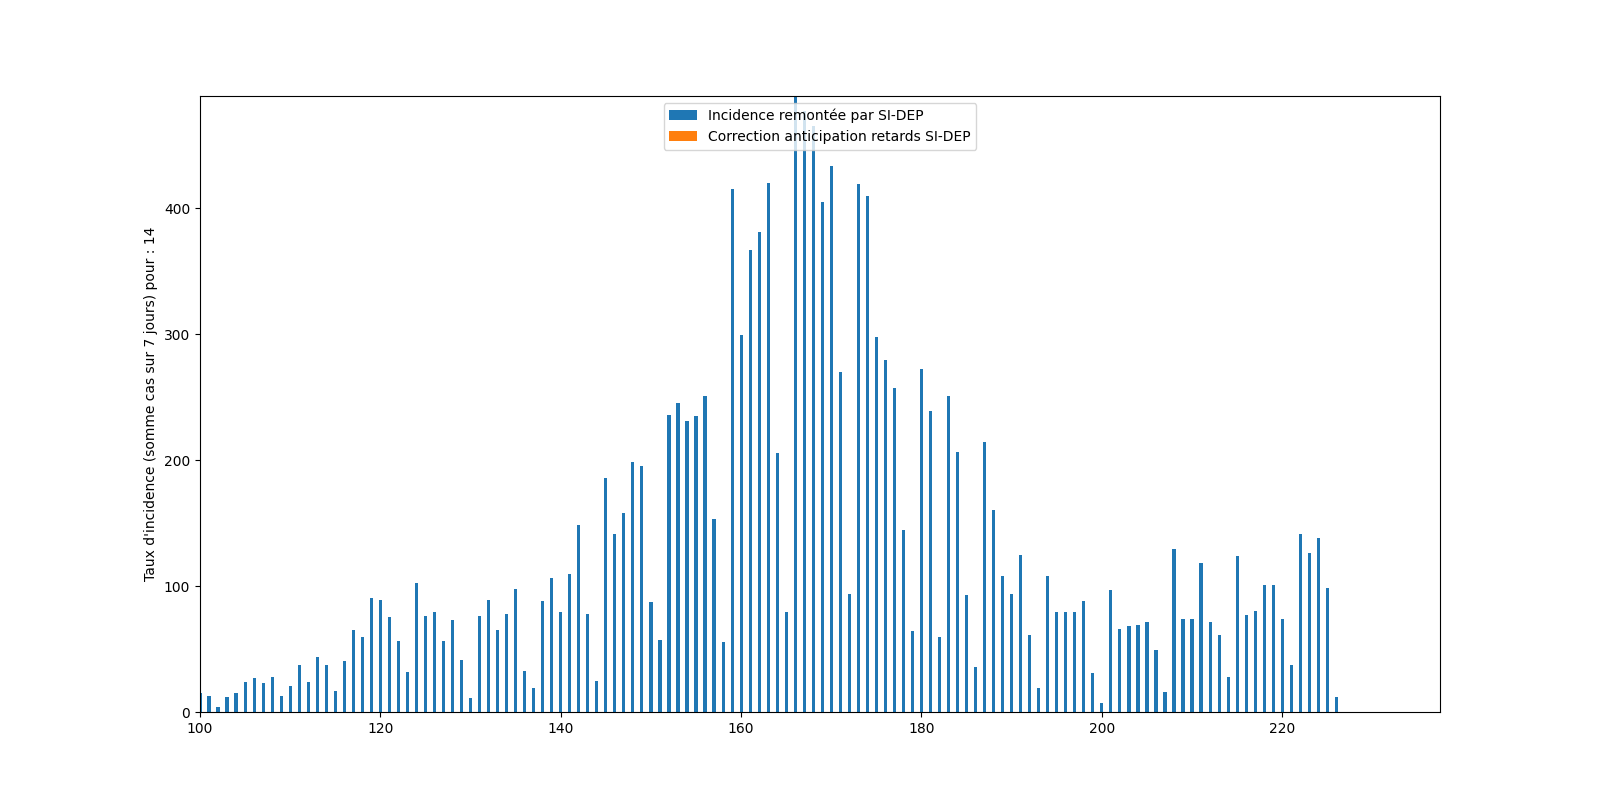 Incidence remontée par SI-DEP
Correction anticipation retards SI-DEP
Taux d'incidence (somme cas sur 7 jours) pour : 14
400
300
200
100
0
100 120 140 160 180 200 220